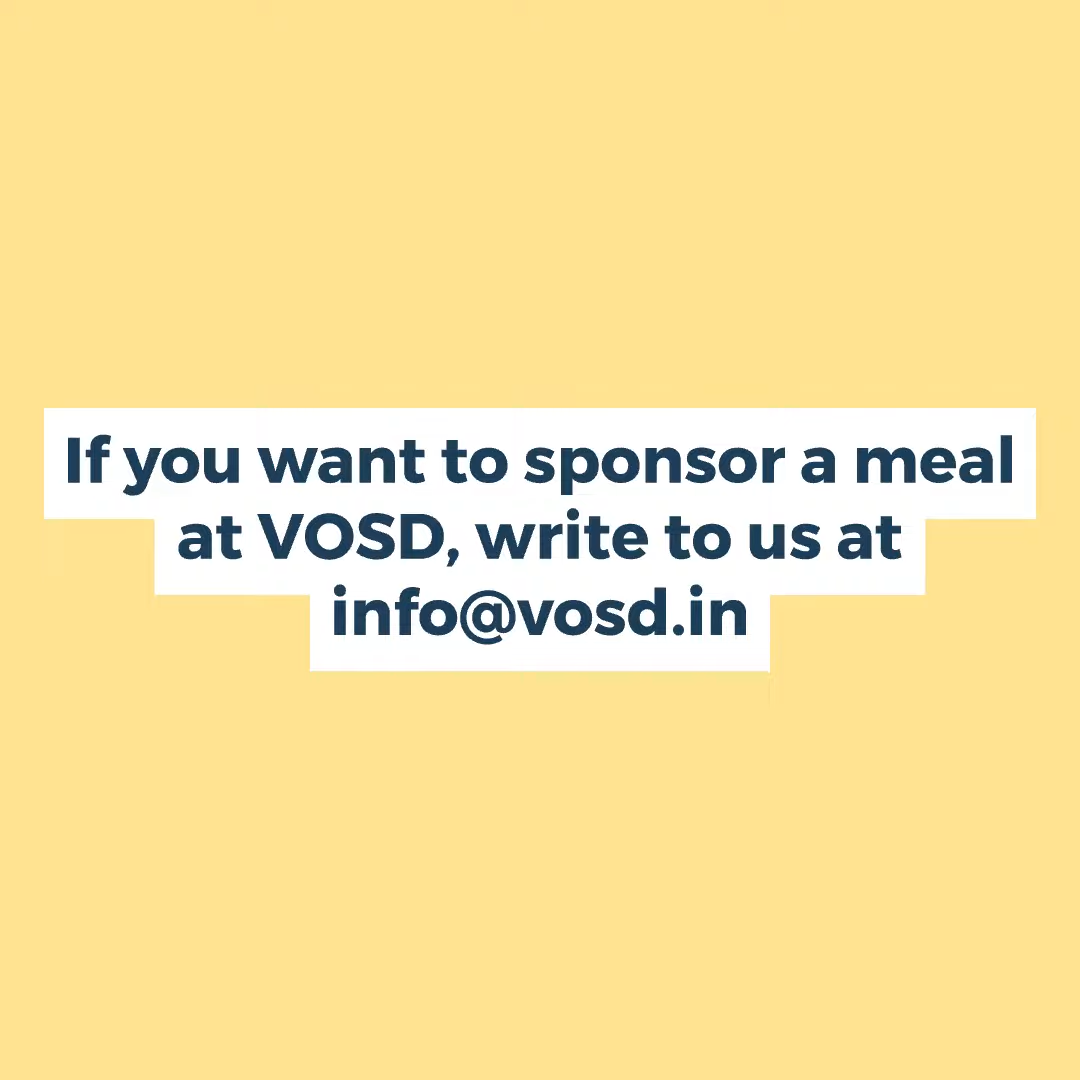 If you want to sponsor a meal
at VOSD, write to us at
info@vosd.in